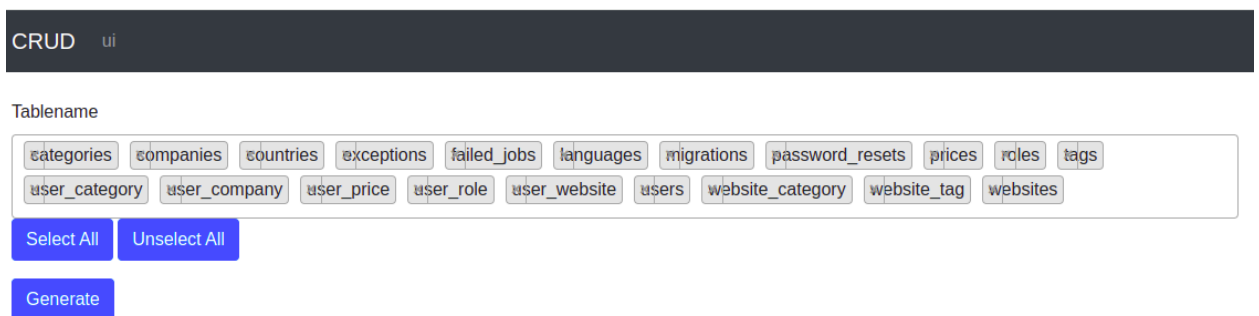 CRUD ui
Tablename
categories companies countries exceptions failed_jobs languages migrations password_resets prices roles tags
user_category user_company user_price user_role user_website users website_category website_tag websites
Select All Unselect All
Generate